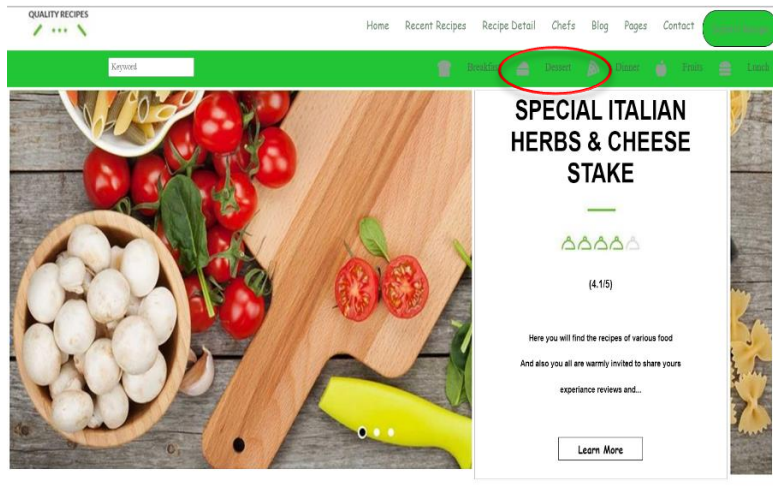 QUALITY RECIPES
Home Recent Recipes Recipe Detail Chefs Blog Pages Contact
Keyword Breakfast Dessert Dinner Fruits Lunch
SPECIAL ITALIAN
HERBS & CHEESE
STAKE
(4.1/5)
Here you will find the recipes of various food
And also you all are warmly invited to share yours
experiance reviews and...
Learn More